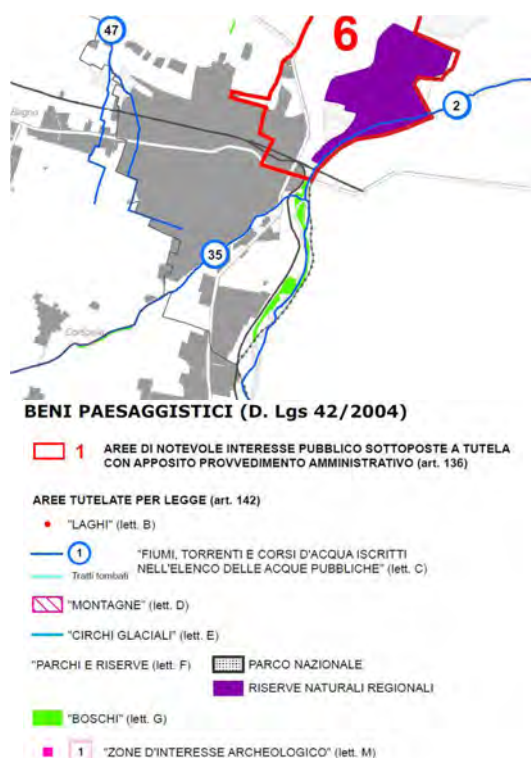 47
6
2
35
BENI PAESAGGISTICI (D. Lgs 42/2004)
1 AREE DI NOTEVOLE INTERESSE PUBBLICO SOTTOPOSTE A TUTELA
CON APPOSITO PROVVEDIMENTO AMMINISTRATIVO (art. 136)
AREE TUTELATE PER LEGGE (art. 142)
"LAGHI" (lett. B)
1 "FIUMI, TORRENTI E CORSI D'ACQUA ISCRITTI
NELL'ELENCO DELLE ACQUE PUBBLICHE" (lett. C)
Tratti tombati
"MONTAGNE" (lett. D)
"CIRCHI GLACIALI" (lett. E)
"PARCHI E RISERVE (lett. F) PARCO NAZIONALE
RISERVE NATURALI REGIONALI
"BOSCHI" (lett. G)
1 "ZONE D'INTERESSE ARCHEOLOGICO" (lett. M)